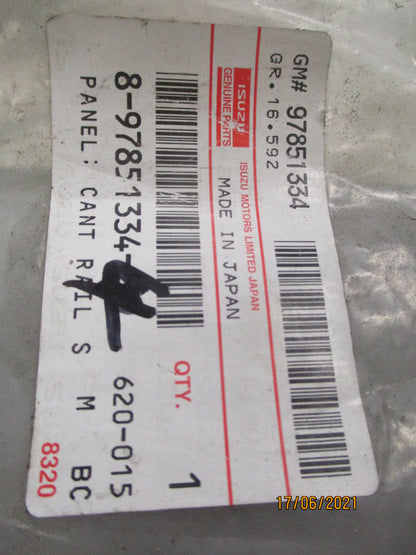 GM# 97851334
GR. 16.592
ISUZU
GENUINE PARTS
ISUZU MOTORS LIMITED JAPAN
MADE IN JAPAN
QTY. 1
8-97851334- 620-015
PANEL; CANT RAIL S M BC
8320
17/06/2021